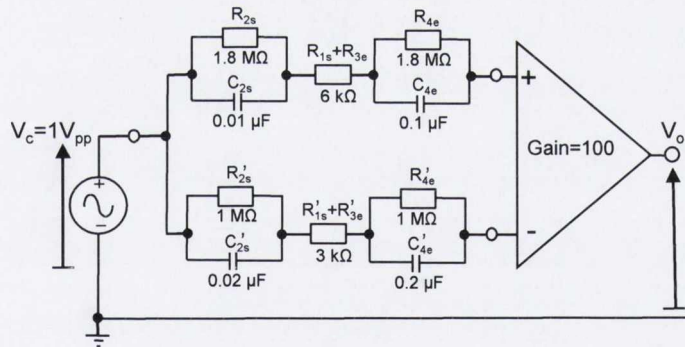 R2s
1.8 MΩ
C2s
0.01 µF
R1s+R3e
6 kΩ
R4e
1.8 MΩ
C4e
0.1 µF
Vc=1Vpp
+
−
+
Gain=100
-
Vo
R'2s
1 MΩ
C2s'
0.02 µF
R'1s+R'3e
3 kΩ
R'4e
1 MΩ
C'4e
0.2 µF